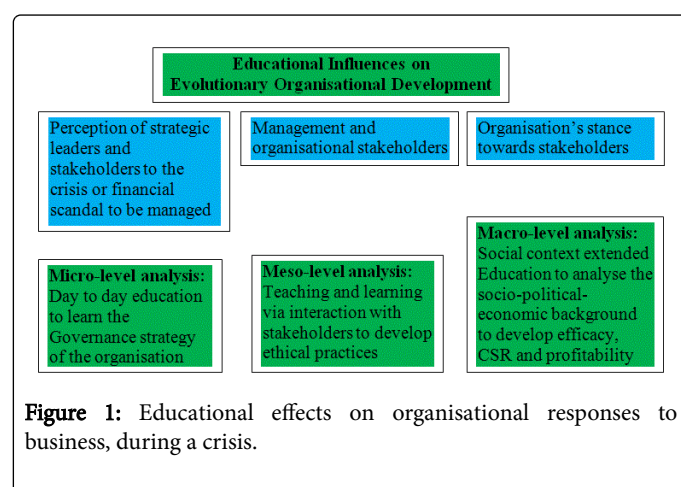 Educational Influences on
Evolutionary Organisational Development
Perception of strategic
leaders and
stakeholders to the
crisis or financial
scandal to be managed
Management and
organisational stakeholders
Organisation's stance
towards stakeholders
Micro-level analysis:
Day to day education
to learn the
Governance strategy
of the organisation
Meso-level analysis:
Teaching and learning
via interaction with
stakeholders to develop
ethical practices
Macro-level analysis:
Social context extended
Education to analyse the
socio-political-
economic background
to develop efficacy,
CSR and profitability
Figure 1: Educational effects on organisational responses to
business, during a crisis.